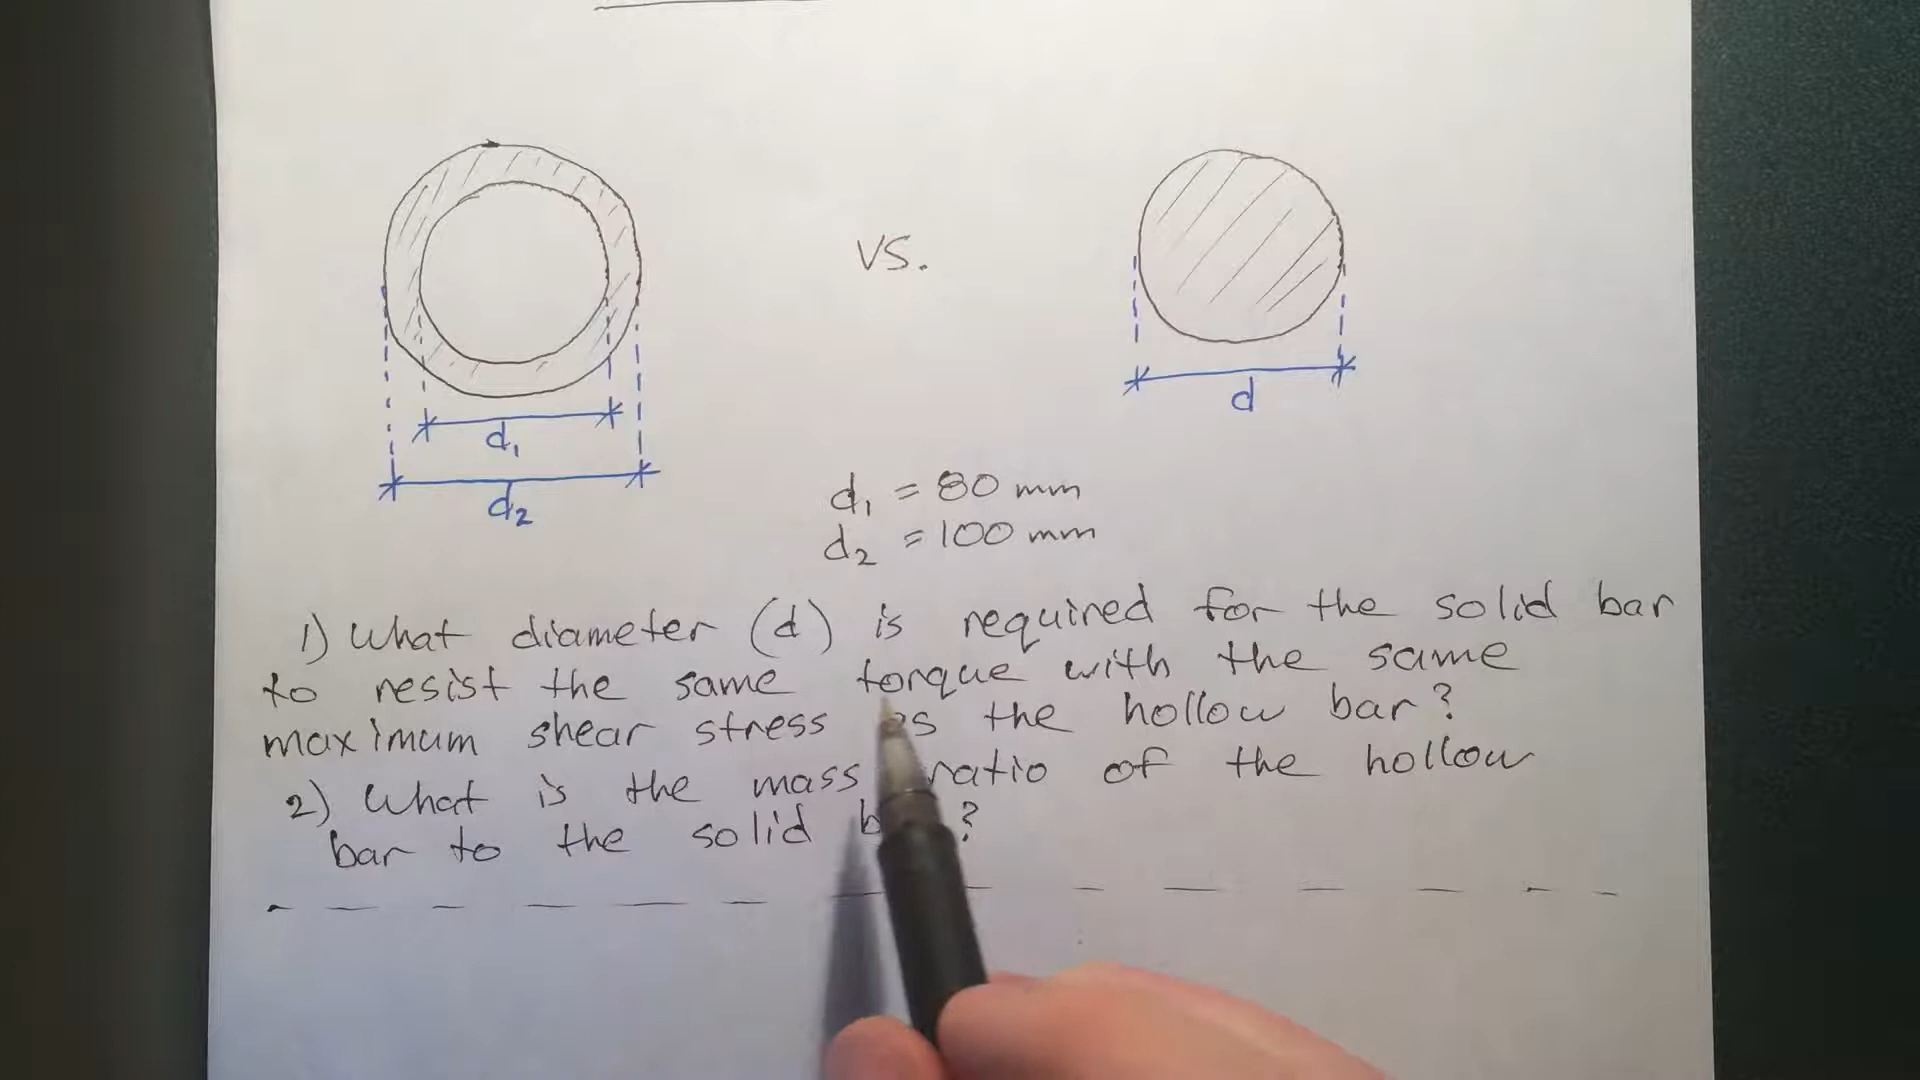 VS.
d₁
d₂
d
d₁ = 80 mm
d₂ = 100 mm
1) What diameter (d) is required for the solid bar
to resist the same torque with the same
maximum shear stress as the hollow bar?
2) What is the mass ratio of the hollow
bar to the solid ?